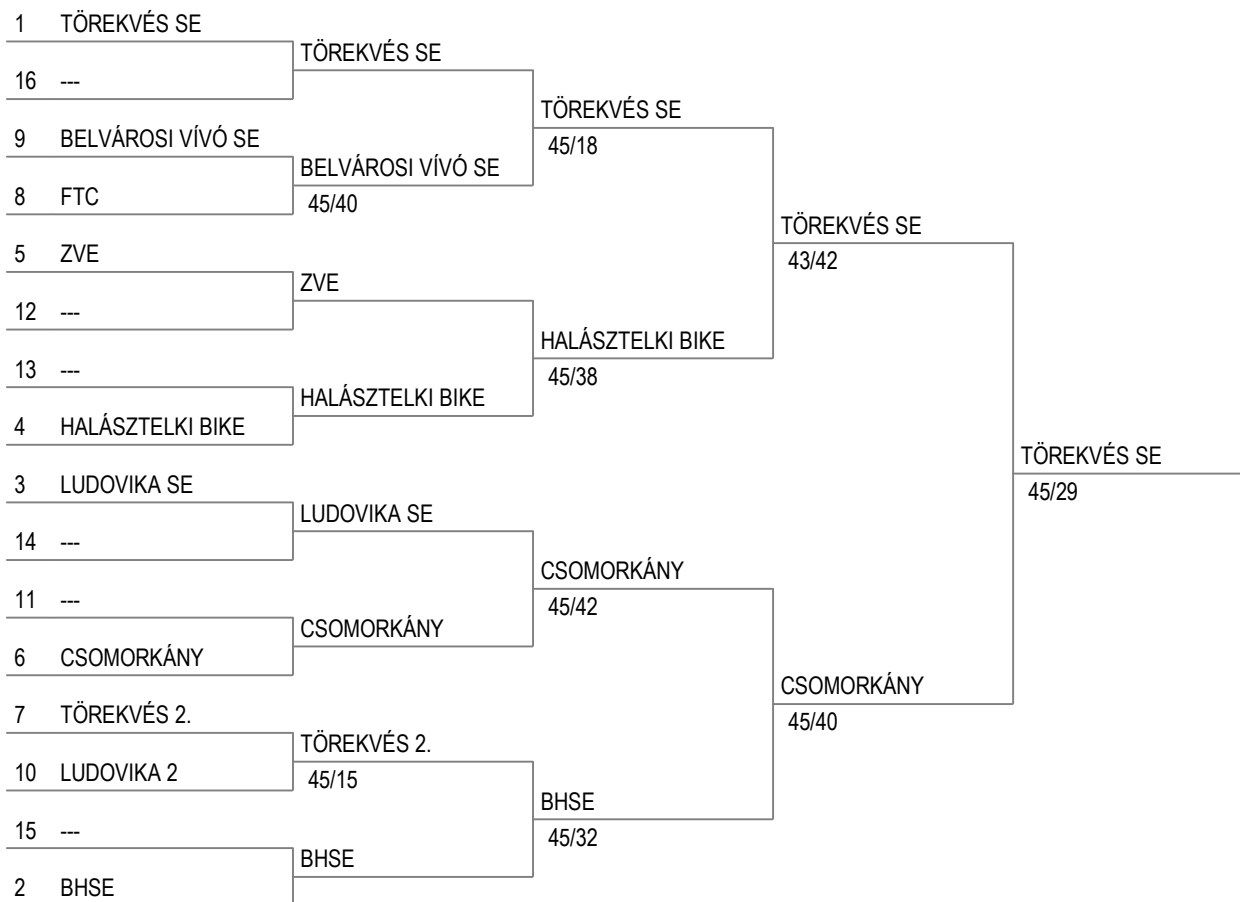 1 TÖREKVÉS SE
TÖREKVÉS SE
16 ---
TÖREKVÉS SE
45/18
9 BELVÁROSI VÍVÓ SE
BELVÁROSI VÍVÓ SE
45/40
8 FTC
TÖREKVÉS SE
43/42
5 ZVE
ZVE
12 ---
HALÁSZTELKI BIKE
45/38
13 ---
HALÁSZTELKI BIKE
4 HALÁSZTELKI BIKE
TÖREKVÉS SE
45/29
3 LUDOVIKA SE
LUDOVIKA SE
14 ---
CSOMORKÁNY
45/42
11 ---
CSOMORKÁNY
6 CSOMORKÁNY
CSOMORKÁNY
45/40
7 TÖREKVÉS 2.
TÖREKVÉS 2.
45/15
10 LUDOVIKA 2
BHSE
45/32
15 ---
BHSE
2 BHSE